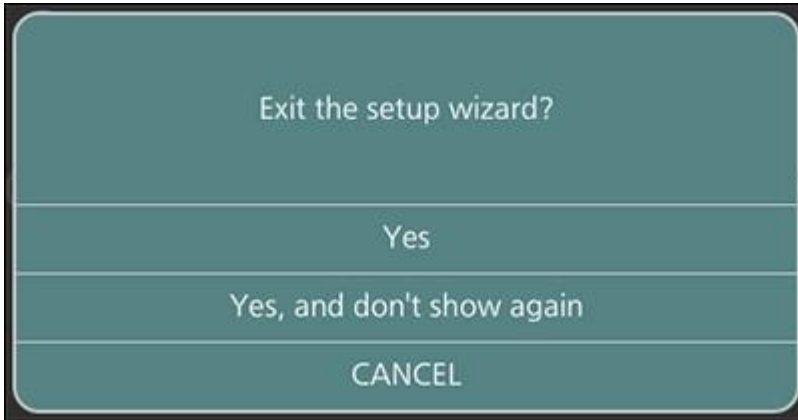 Exit the setup wizard?
Yes
Yes, and don't show again
CANCEL